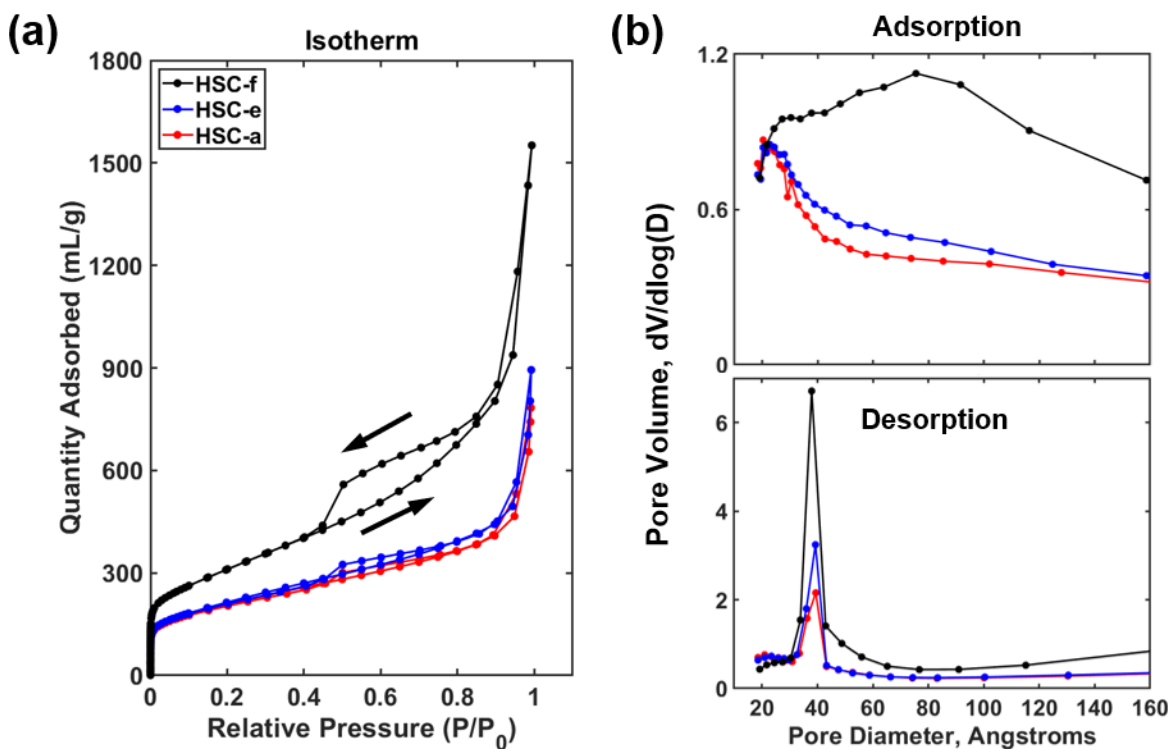 (a)
Isotherm
1800
1500
1200
900
600
300
0
Quantity Adsorbed (mL/g)
HSC-f
HSC-e
HSC-a
0
0.2
0.4
0.6
0.8
1
Relative Pressure (P/P0)
(b)
Adsorption
1.2
0.6
0
Pore Volume, dV/dlog(D)
Desorption
6
4
2
0
20
40
60
80
100
120
140
160
Pore Diameter, Angstroms